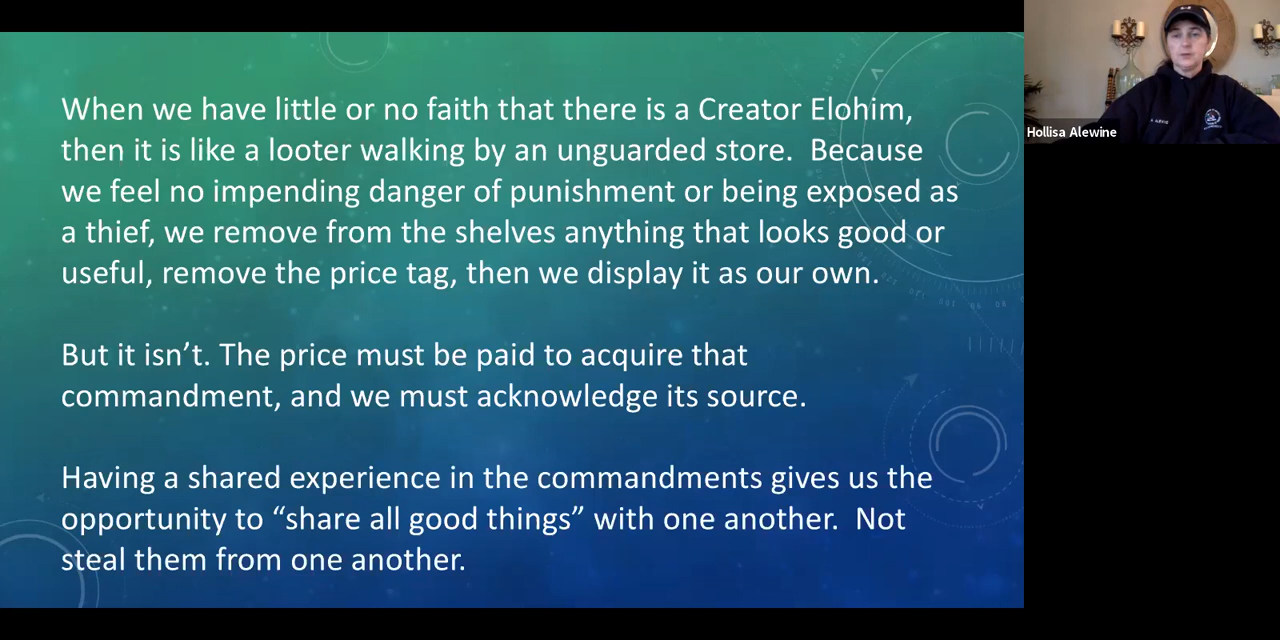 When we have little or no faith that there is a Creator Elohim,
then it is like a looter walking by an unguarded store.  Because
we feel no impending danger of punishment or being exposed as
a thief, we remove from the shelves anything that looks good or
useful, remove the price tag, then we display it as our own.
But it isn’t. The price must be paid to acquire that
commandment, and we must acknowledge its source.
Having a shared experience in the commandments gives us the
opportunity to “share all good things” with one another.  Not
steal them from one another.
Hollisa Alewine